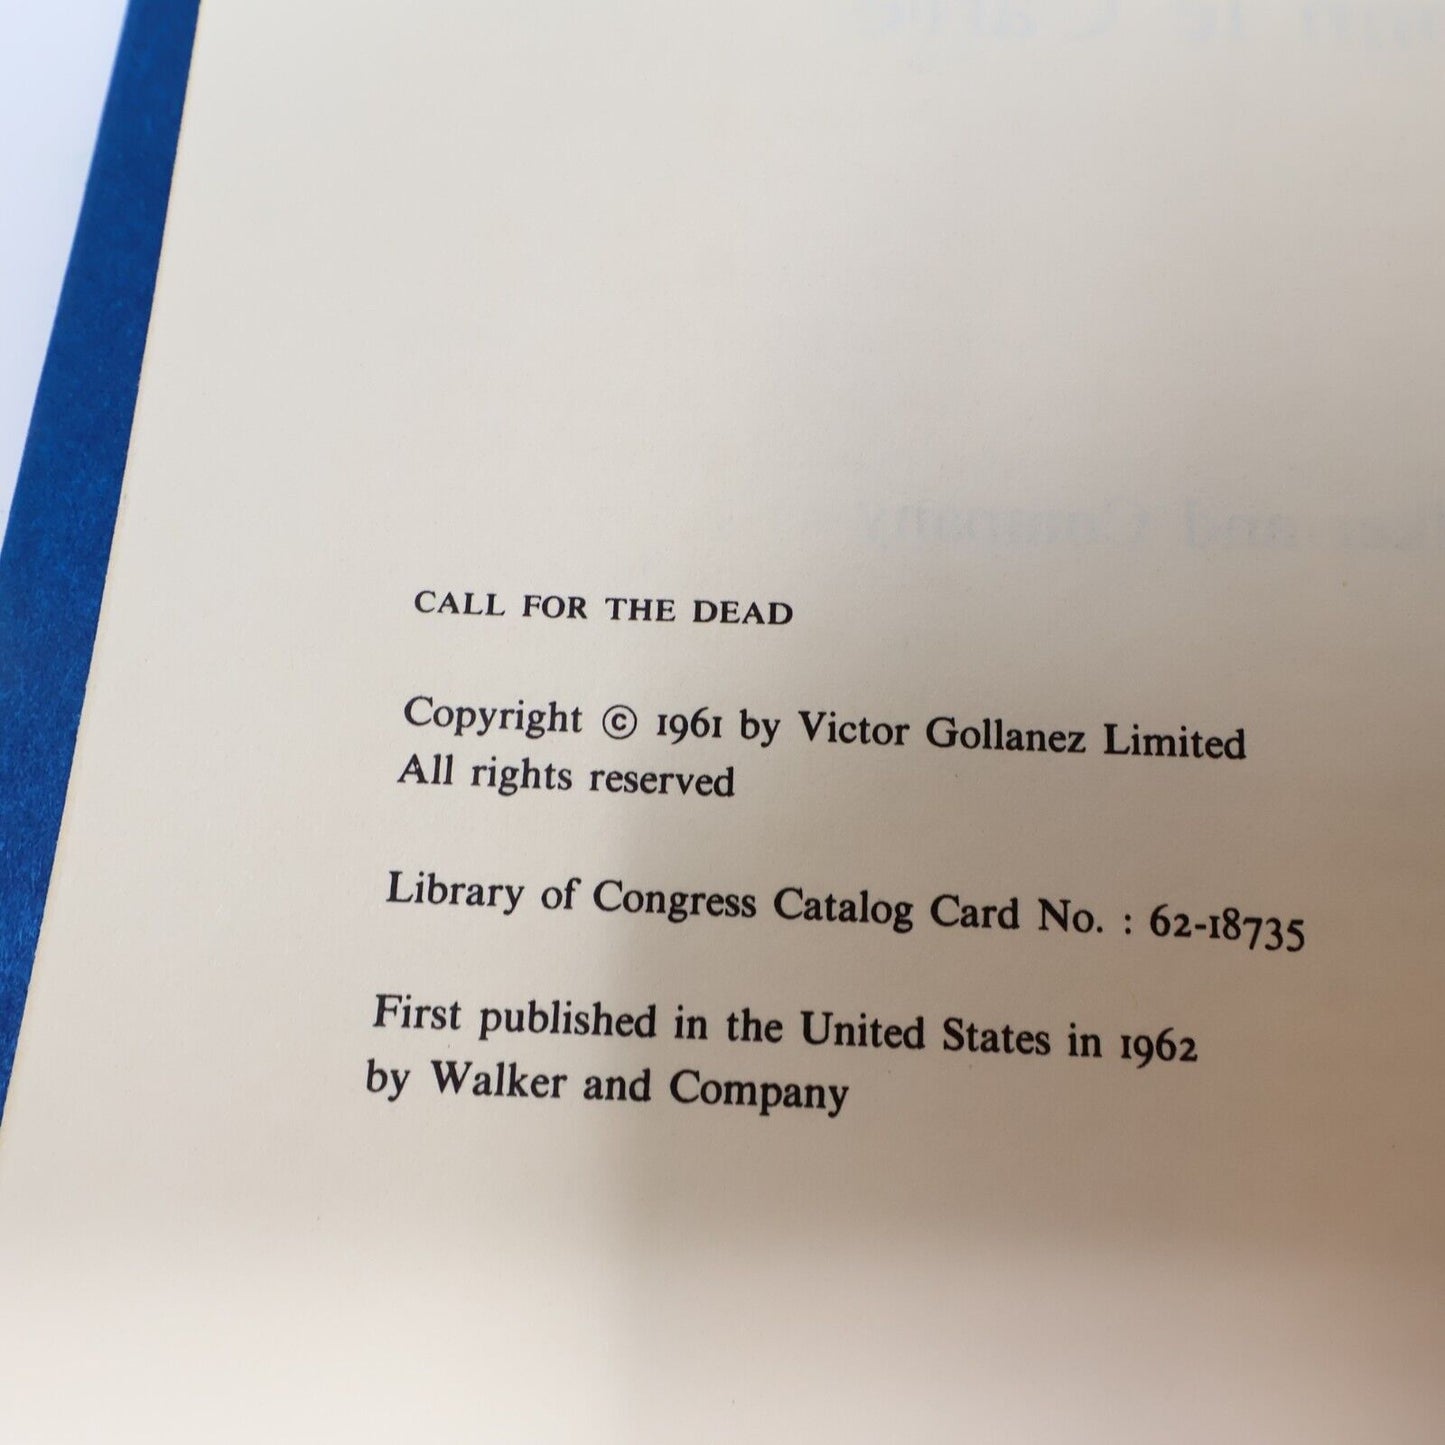 CALL FOR THE DEAD
Copyright © 1961 by Victor Gollanez Limited
All rights reserved
Library of Congress Catalog Card No. : 62-18735
First published in the United States in 1962
by Walker and Company